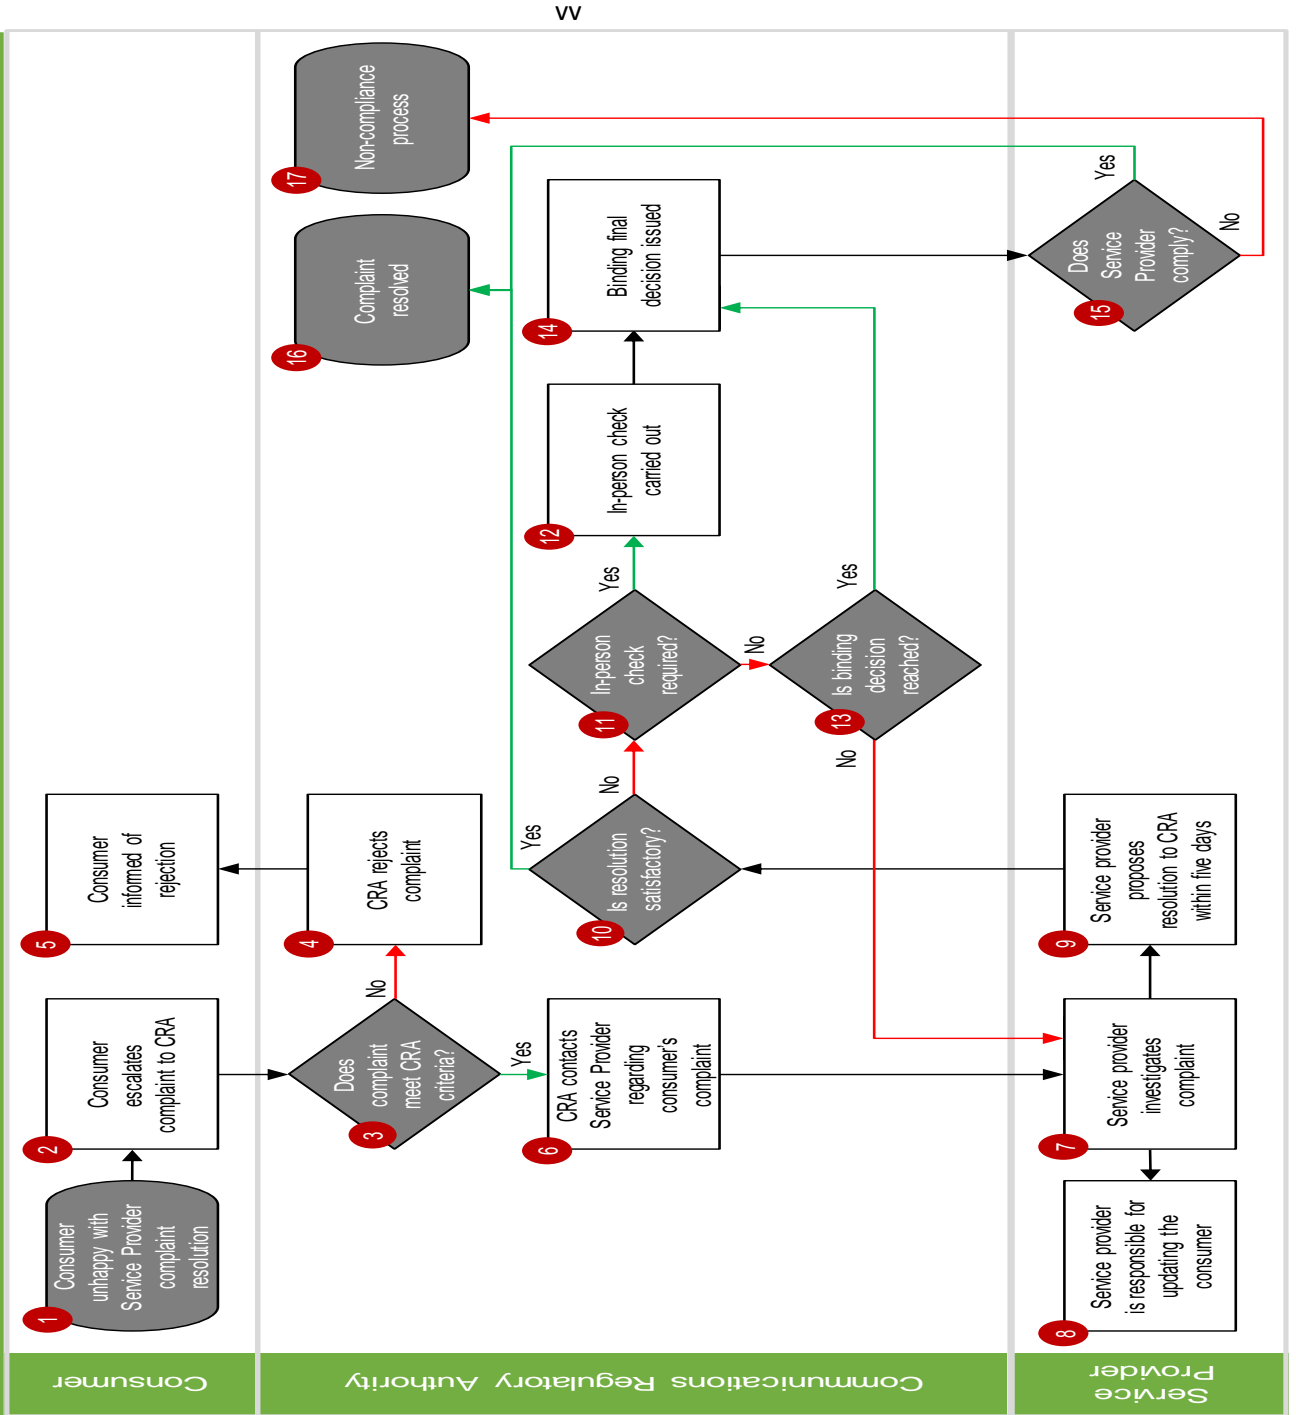 vv
Consumer
1
Consumer
unhappy with
Service Provider
complaint
resolution
2
Consumer
escalates
complaint to CRA
5
Consumer
informed of
rejection
Communications Regulatory Authority
3
Does
complaint
meet CRA
criteria?
No
Yes
4
CRA rejects
complaint
6
CRA contacts
Service Provider
regarding
consumer's
complaint
10
Is resolution
satisfactory?
Yes
No
11
In-person
check
required?
Yes
No
12
In-person check
carried out
13
Is binding
decision
reached?
Yes
No
14
Binding final
decision issued
16
Complaint
resolved
17
Non-compliance
process
Service
Provider
7
Service provider
investigates
complaint
8
Service provider
is responsible for
updating the
consumer
9
Service provider
proposes
resolution to CRA
within five days
15
Does
Service
Provider
comply?
Yes
No